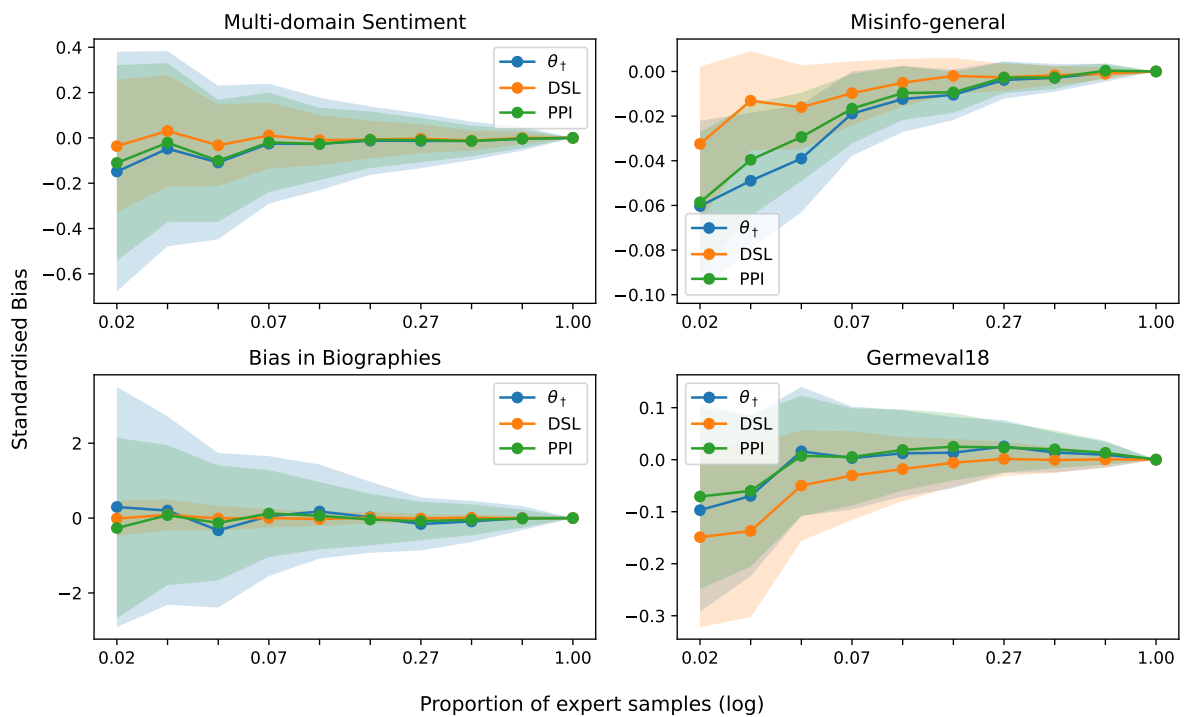 Multi-domain Sentiment
0.4
0.2
0.0
−0.2
−0.4
−0.6
θ†
DSL
PPI
0.02
0.07
0.27
1.00
Misinfo-general
0.00
−0.02
−0.04
−0.06
−0.08
−0.10
θ†
DSL
PPI
0.02
0.07
0.27
1.00
Standardised Bias
Bias in Biographies
2
0
−2
θ†
DSL
PPI
0.02
0.07
0.27
1.00
Germeval18
0.1
0.0
−0.1
−0.2
−0.3
θ†
DSL
PPI
0.02
0.07
0.27
1.00
Proportion of expert samples (log)